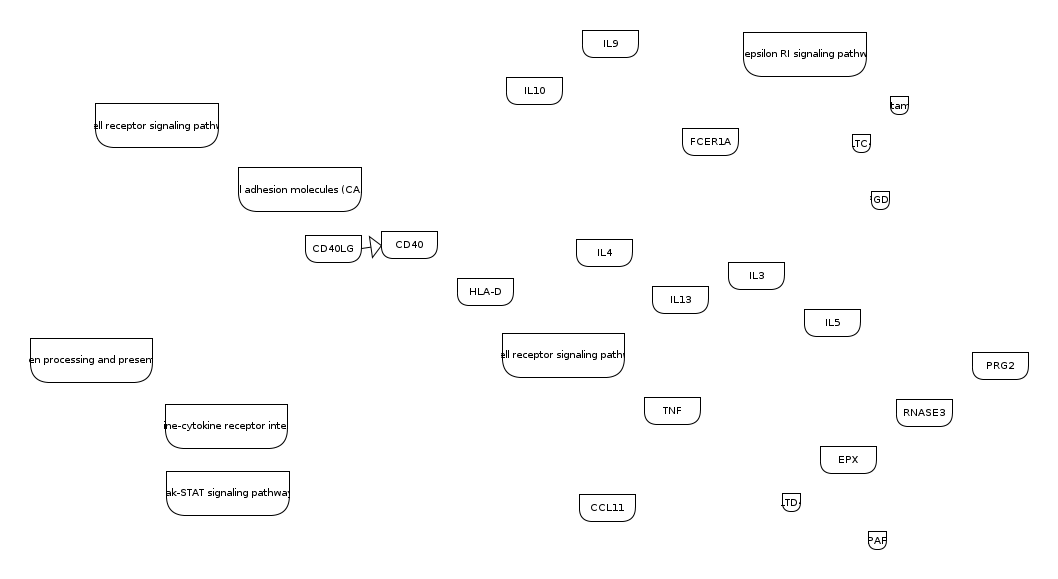 IL9
epsilon RI signaling pathw
IL10
tam
ell receptor signaling pathw
FCER1A
TC
l adhesion molecules (CA
GD
CD40LG
CD40
IL4
IL3
HLA-D
IL13
IL5
ell receptor signaling pathw
en processing and presen
PRG2
TNF
RNASE3
ine-cytokine receptor inte
EPX
ak-STAT signaling pathway
CCL11
TD
PAF